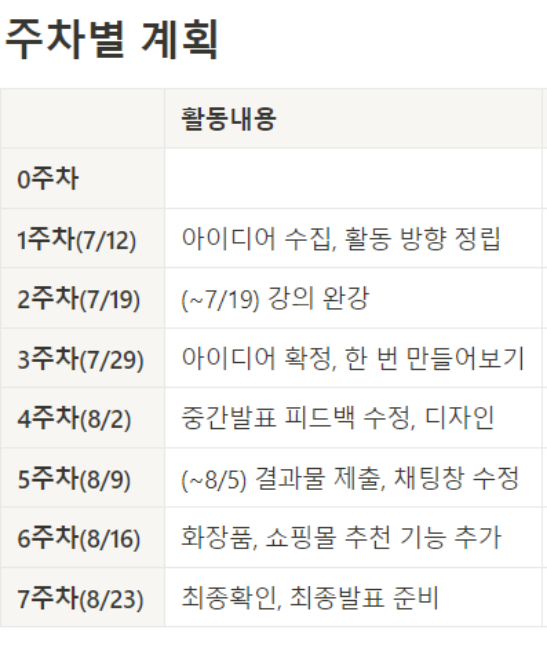 주차별 계획
활동내용
0주차
1주차(7/12) 아이디어 수집, 활동 방향 정립
2주차(7/19) (~7/19) 강의 완강
3주차(7/29) 아이디어 확정, 한 번 만들어보기
4주차(8/2) 중간발표 피드백 수정, 디자인
5주차(8/9) (~8/5) 결과물 제출, 채팅창 수정
6주차(8/16) 화장품, 쇼핑몰 추천 기능 추가
7주차(8/23) 최종확인, 최종발표 준비